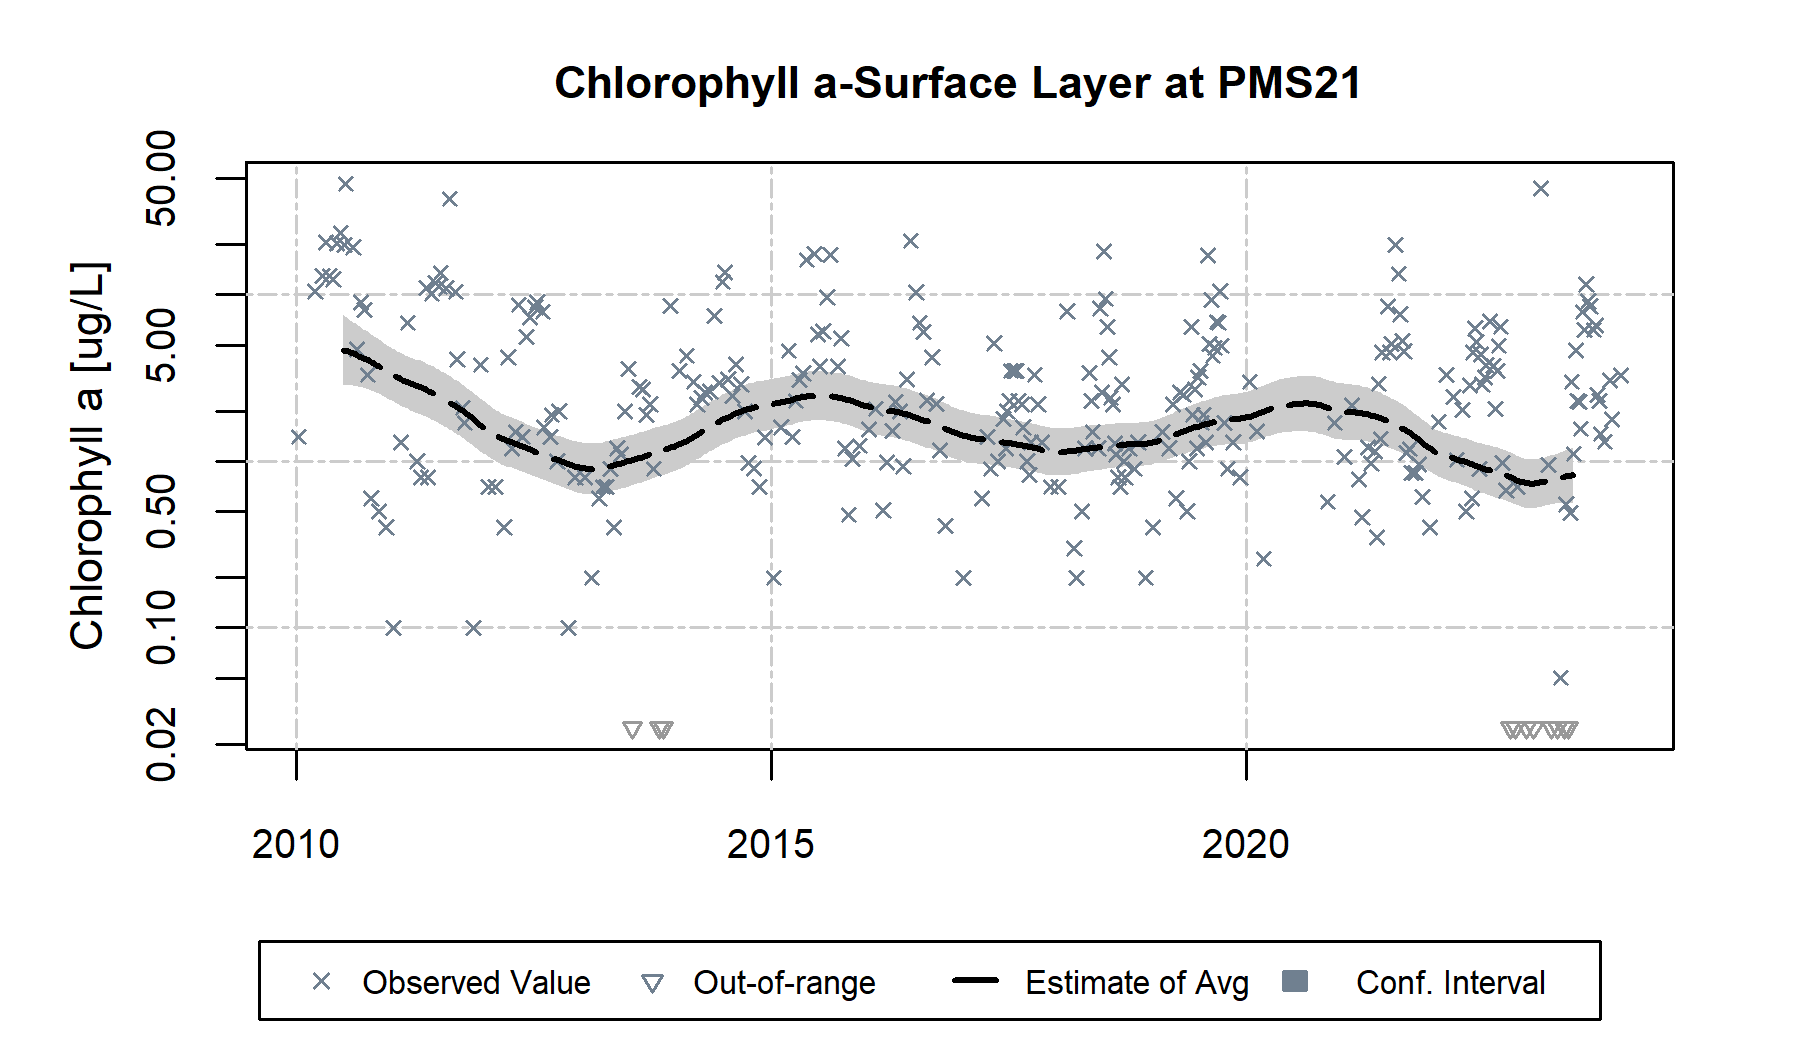 Chlorophyll a-Surface Layer at PMS21
Chlorophyll a [ug/L]
50.00
5.00
0.50
0.10
0.02
2010 2015 2020
Observed Value Out-of-range Estimate of Avg Conf. Interval